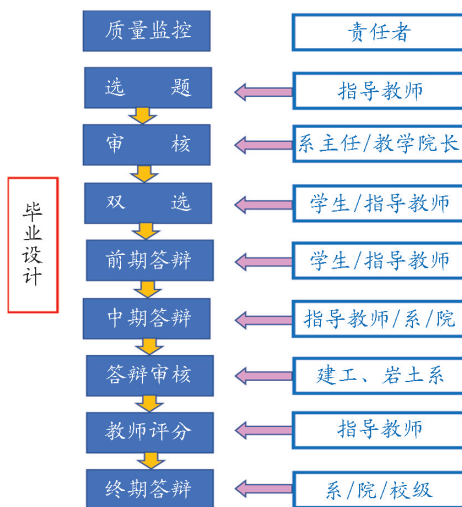 质量监控
责任者
选 题
指导教师
审 核
系主任/教学院长
双 选
学生/指导教师
前期答辩
学生/指导教师
中期答辩
指导教师/系/院
答辩审核
建工、岩土系
教师评分
指导教师
终期答辩
系/院/校级
毕业设计